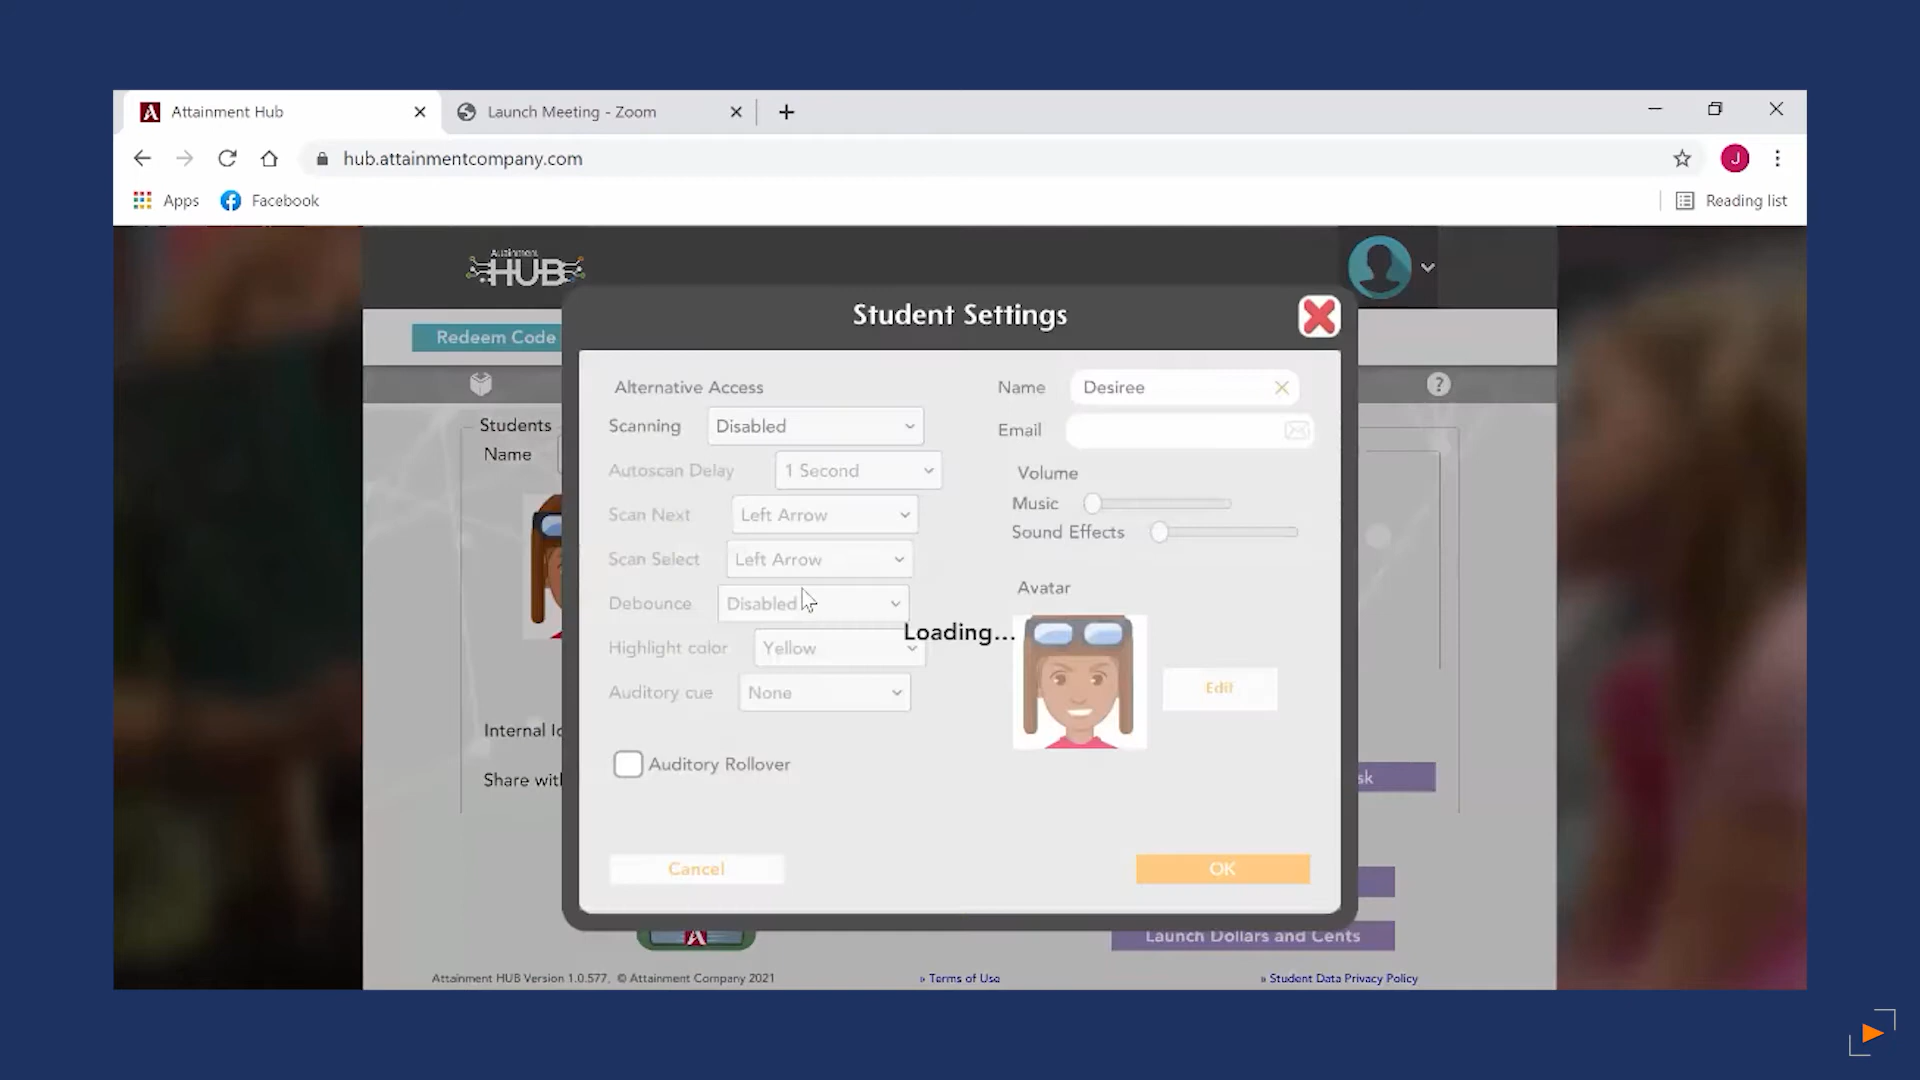 Attainment Hub
Launch Meeting - Zoom
hub.attainmentcompany.com
J
Apps
Facebook
Reading list
Attainment
HUB
Student Settings
Redeem Code
Alternative Access
Name
Desiree
Scanning
Disabled
Email
Students
Name
Autoscan Delay
1 Second
Volume
Music
Scan Next
Left Arrow
Sound Effects
Scan Select
Left Arrow
Avatar
Debounce
Disabled
Loading...
Highlight color
Yellow
Edit
Auditory cue
None
Internal
Auditory Rollover
Share
sk
Cancel
OK
Launch Dollars and Cents
Attainment HUB Version 1.0.577, © Attainment Company 2021
» Terms of Use
» Student Data Privacy Policy